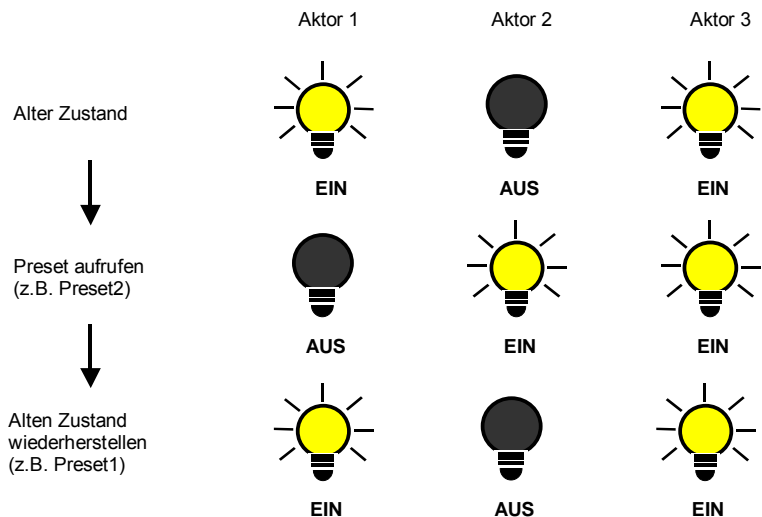 Aktor 1 Aktor 2 Aktor 3
Alter Zustand
EIN AUS EIN
Preset aufrufen
(z.B. Preset2)
AUS EIN EIN
Alten Zustand
wiederherstellen
(z.B. Preset1)
EIN AUS EIN